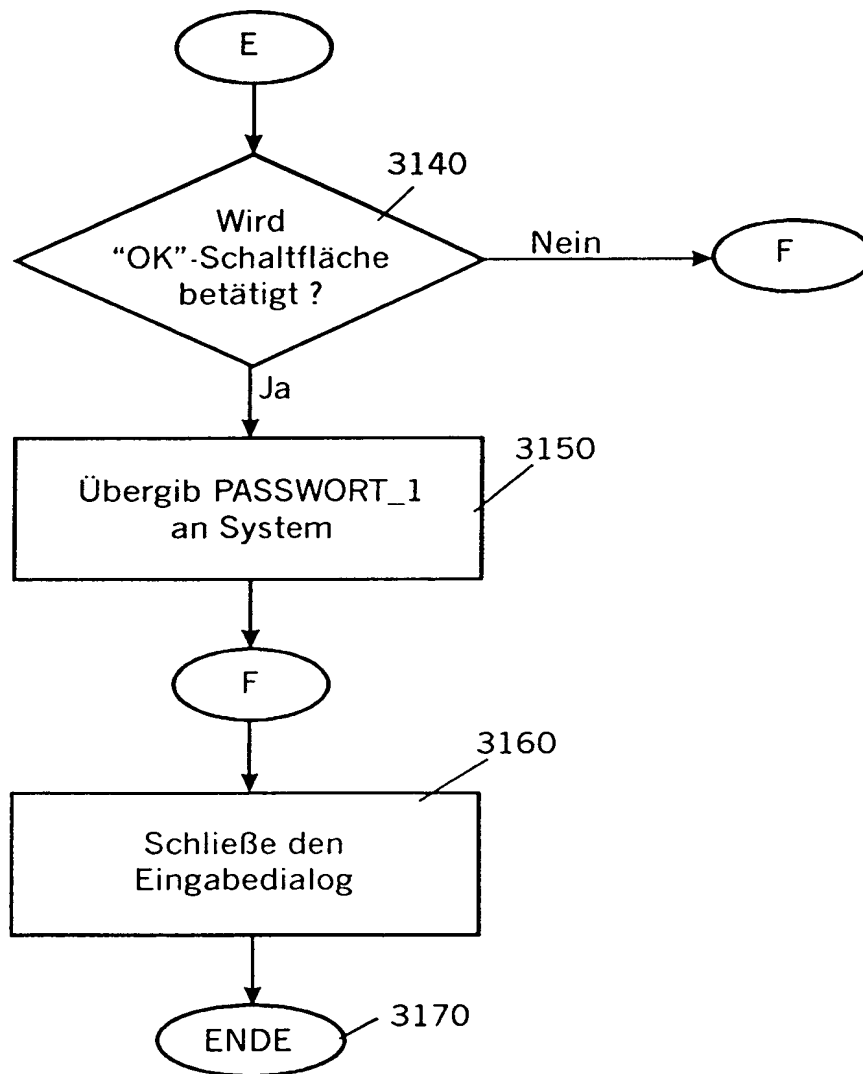 E
3140
Wird
“OK”-Schaltfläche
betätigt ?
Nein
F
Ja
3150
Übergib PASSWORT_1
an System
F
3160
Schließe den
Eingabedialog
ENDE
3170